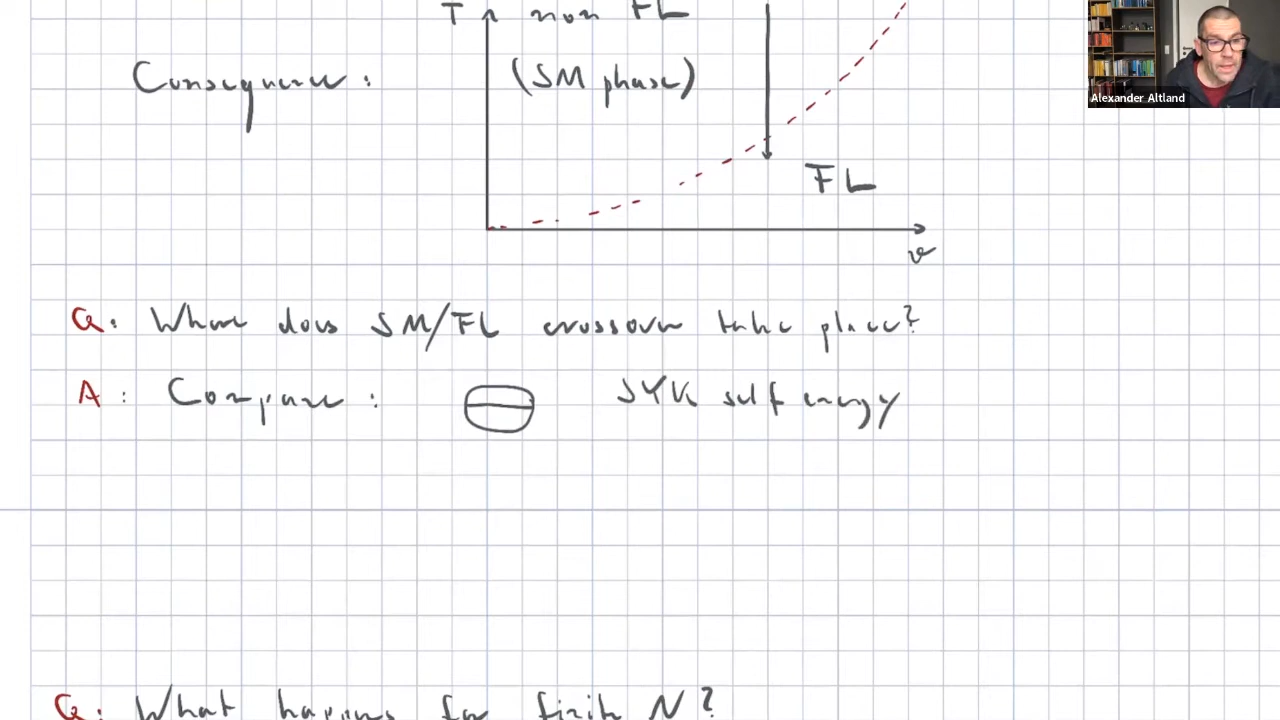 T non FL
Consequence : (SM phase)
Alexander Altland
FL
v
Q: Where does SM/FL crossover take place?
A : Compare : SYK self energy
Q: What happens for finite N?